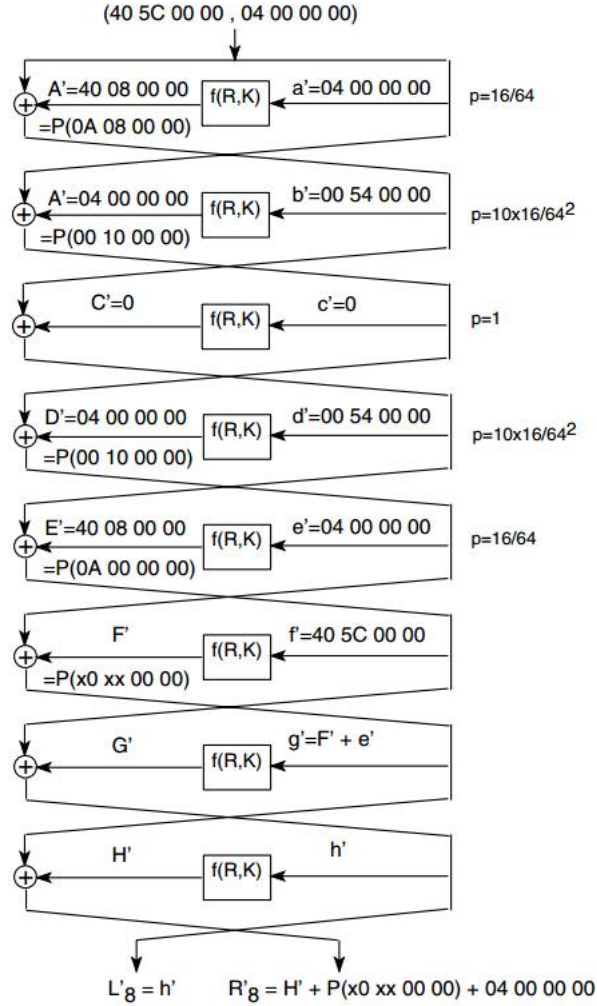 (40 5C 00 00 , 04 00 00 00)
A’=40 08 00 00 f(R,K) a’=04 00 00 00 p=16/64
=P(0A 08 00 00)
A’=04 00 00 00 f(R,K) b’=00 54 00 00 p=10x16/64²
=P(00 10 00 00)
C’=0 f(R,K) c’=0 p=1
D’=04 00 00 00 f(R,K) d’=00 54 00 00 p=10x16/64²
=P(00 10 00 00)
E’=40 08 00 00 f(R,K) e’=04 00 00 00 p=16/64
=P(0A 00 00 00)
F’ f(R,K) f’=40 5C 00 00
=P(x0 xx 00 00)
G’ f(R,K) g’=F’ + e’
H’ f(R,K) h’
L’8 = h’ R’8 = H’ + P(x0 xx 00 00) + 04 00 00 00